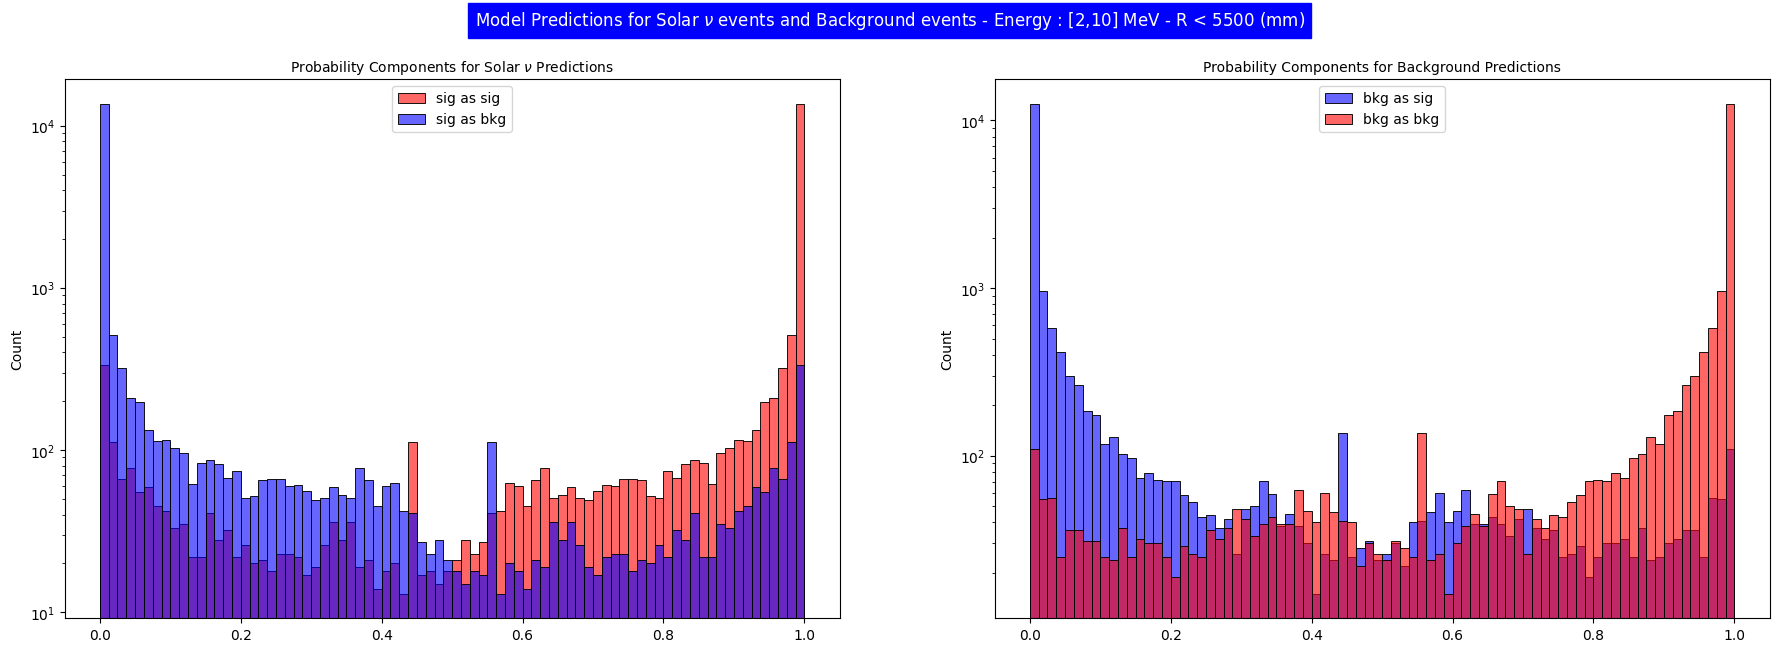 Model Predictions for Solar ν events and Background events - Energy : [2,10] MeV - R < 5500 (mm)
Probability Components for Solar ν Predictions
sig as sig
sig as bkg
Count
10⁴
10³
10²
10¹
0.0 0.2 0.4 0.6 0.8 1.0
Probability Components for Background Predictions
bkg as sig
bkg as bkg
Count
10⁴
10³
10²
0.0 0.2 0.4 0.6 0.8 1.0